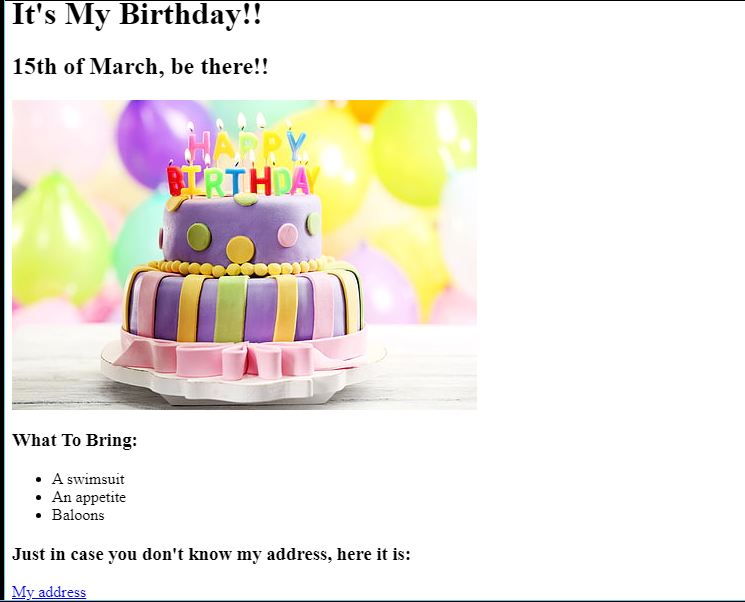 It's My Birthday!!
15th of March, be there!!
HAPPY
BIRTHDAY
What To Bring:
A swimsuit
An appetite
Baloons
Just in case you don't know my address, here it is:
My address